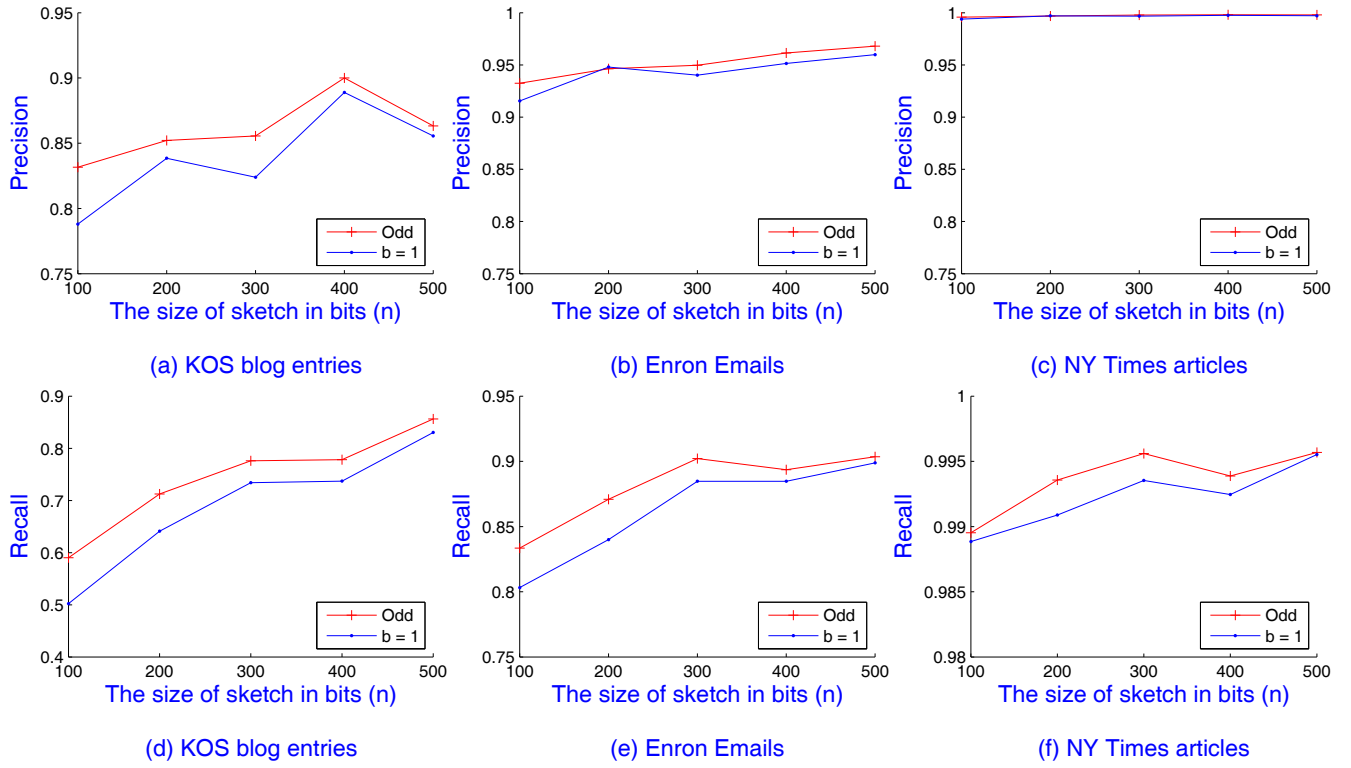 0.95
0.9
0.85
0.8
0.75
Precision
100 200 300 400 500
The size of sketch in bits (n)
Odd
b = 1
(a) KOS blog entries
1
0.95
0.9
0.85
0.8
0.75
Precision
100 200 300 400 500
The size of sketch in bits (n)
Odd
b = 1
(b) Enron Emails
1
0.95
0.9
0.85
0.8
0.75
Precision
100 200 300 400 500
The size of sketch in bits (n)
Odd
b = 1
(c) NY Times articles
0.9
0.8
0.7
0.6
0.5
0.4
Recall
100 200 300 400 500
The size of sketch in bits (n)
Odd
b = 1
(d) KOS blog entries
0.95
0.9
0.85
0.8
0.75
Recall
100 200 300 400 500
The size of sketch in bits (n)
Odd
b = 1
(e) Enron Emails
1
0.995
0.99
0.985
0.98
Recall
100 200 300 400 500
The size of sketch in bits (n)
Odd
b = 1
(f) NY Times articles